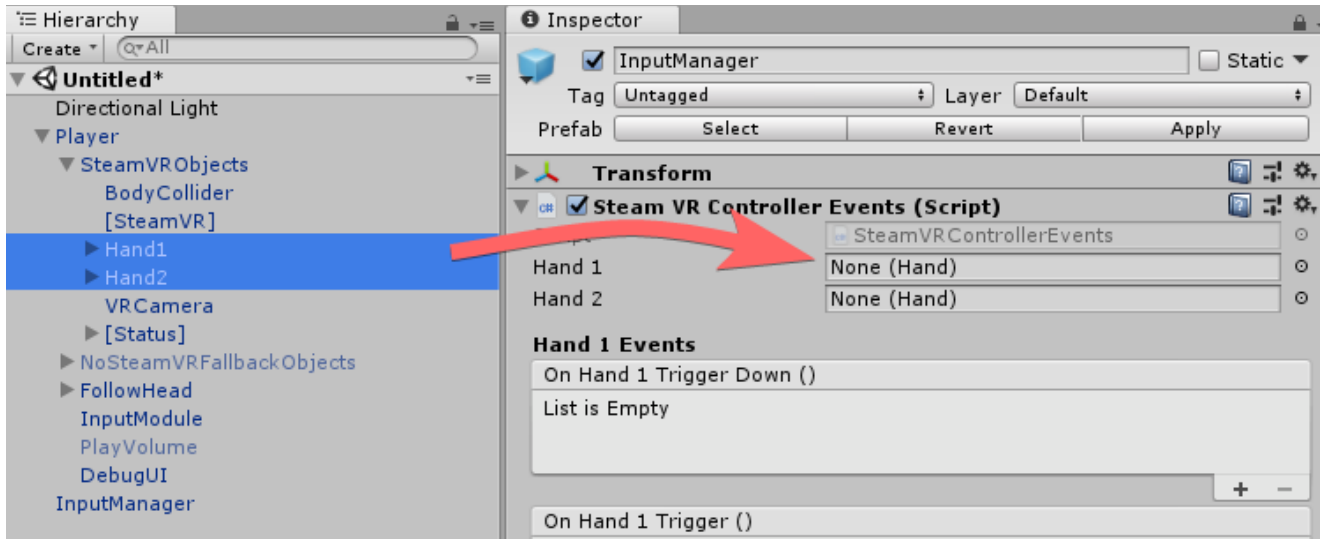 Hierarchy
Create
All
Untitled*
Directional Light
Player
SteamVRObjects
BodyCollider
[SteamVR]
Hand1
Hand2
VRCamera
[Status]
NoSteamVRFallbackObjects
FollowHead
InputModule
PlayVolume
DebugUI
InputManager
Inspector
InputManager
Static
Tag Untagged Layer Default
Prefab Select Revert Apply
Transform
C# Steam VR Controller Events (Script)
SteamVRControllerEvents
Hand 1 None (Hand)
Hand 2 None (Hand)
Hand 1 Events
On Hand 1 Trigger Down ()
List is Empty
+ −
On Hand 1 Trigger ()